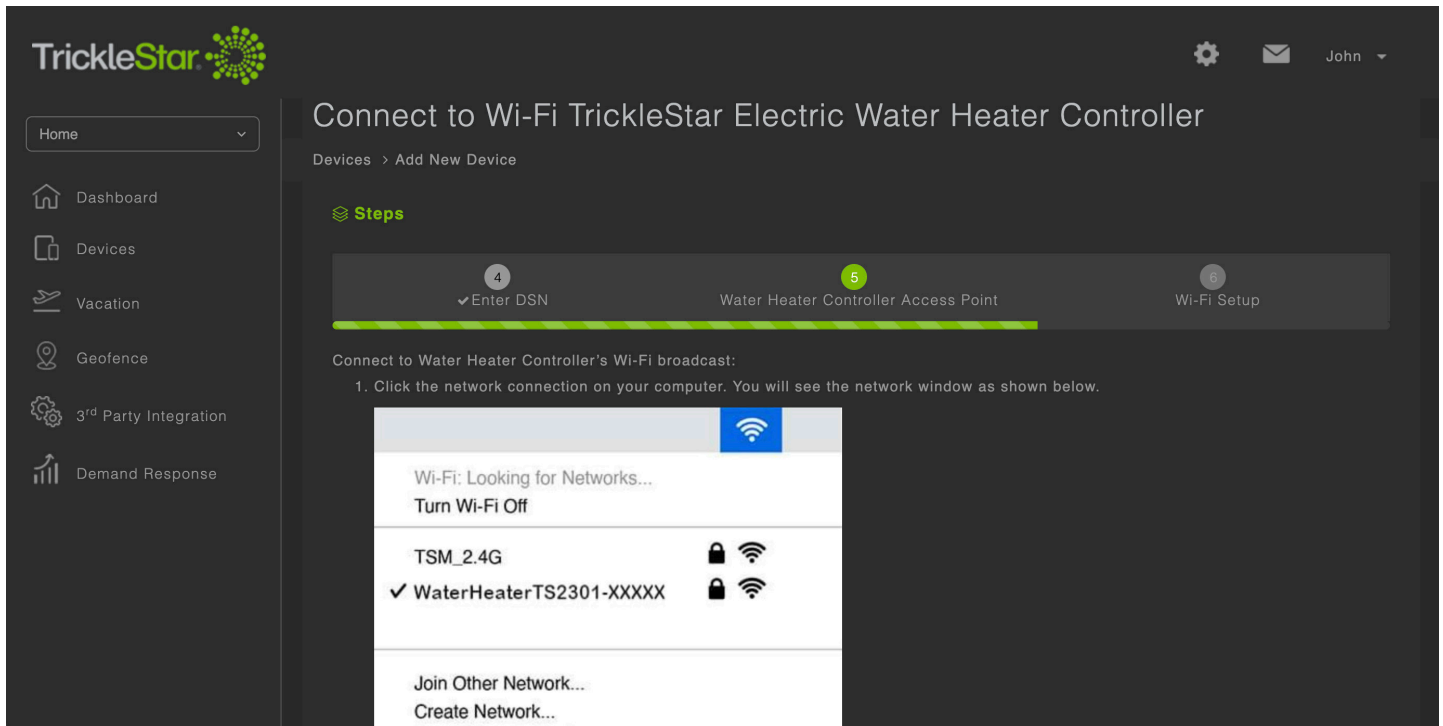 TrickleStar
John
Home
Dashboard
Devices
Vacation
Geofence
3rd Party Integration
Demand Response
Connect to Wi-Fi TrickleStar Electric Water Heater Controller
Devices > Add New Device
Steps
4
✔Enter DSN
5
Water Heater Controller Access Point
6
Wi-Fi Setup
Connect to Water Heater Controller's Wi-Fi broadcast:
1. Click the network connection on your computer. You will see the network window as shown below.
Wi-Fi: Looking for Networks...
Turn Wi-Fi Off
TSM_2.4G
✓ WaterHeaterTS2301-XXXXX
Join Other Network...
Create Network...